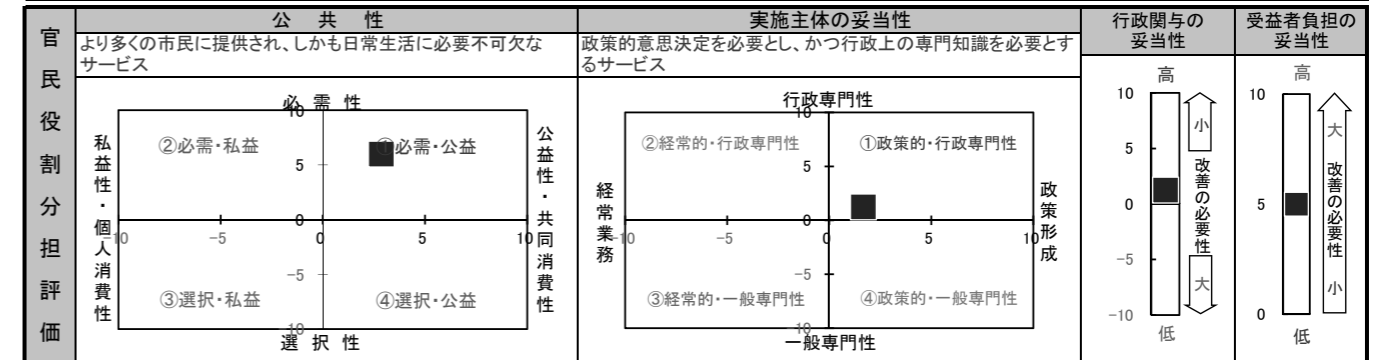 官民役割分担評価
公共性
より多くの市民に提供され、しかも日常生活に必要不可欠な
サービス
必需性
10
②必需・私益
①必需・公益
5
私益性・個人消費性
公益性・共同消費性
0
-10
-5
0
5
10
-5
③選択・私益
④選択・公益
-10
選択性
実施主体の妥当性
政策的意思決定を必要とし、かつ行政上の専門知識を必要とす
るサービス
行政専門性
10
②経常的・行政専門性
①政策的・行政専門性
5
経常業務
政策形成
0
-10
-5
0
5
10
-5
③経常的・一般専門性
④政策的・一般専門性
-10
一般専門性
行政関与の
妥当性
高
10
5
0
-5
-10
低
小
改善の必要性
大
受益者負担の
妥当性
高
10
5
0
低
大
改善の必要性
小